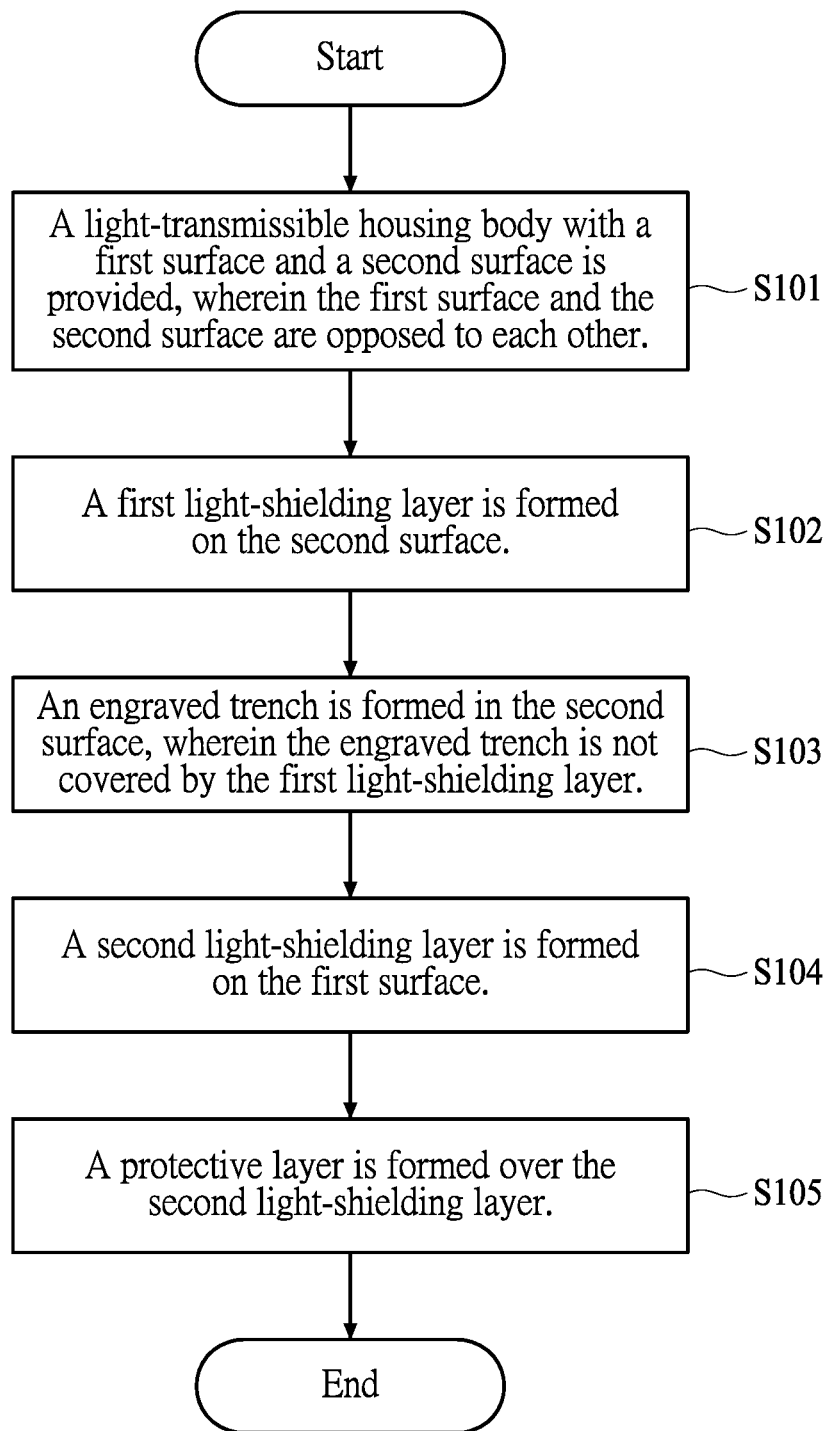 Start
A light-transmissible housing body with a
first surface and a second surface is
provided, wherein the first surface and the
second surface are opposed to each other.
S101
A first light-shielding layer is formed
on the second surface.
S102
An engraved trench is formed in the second
surface, wherein the engraved trench is not
covered by the first light-shielding layer.
S103
A second light-shielding layer is formed
on the first surface.
S104
A protective layer is formed over the
second light-shielding layer.
S105
End